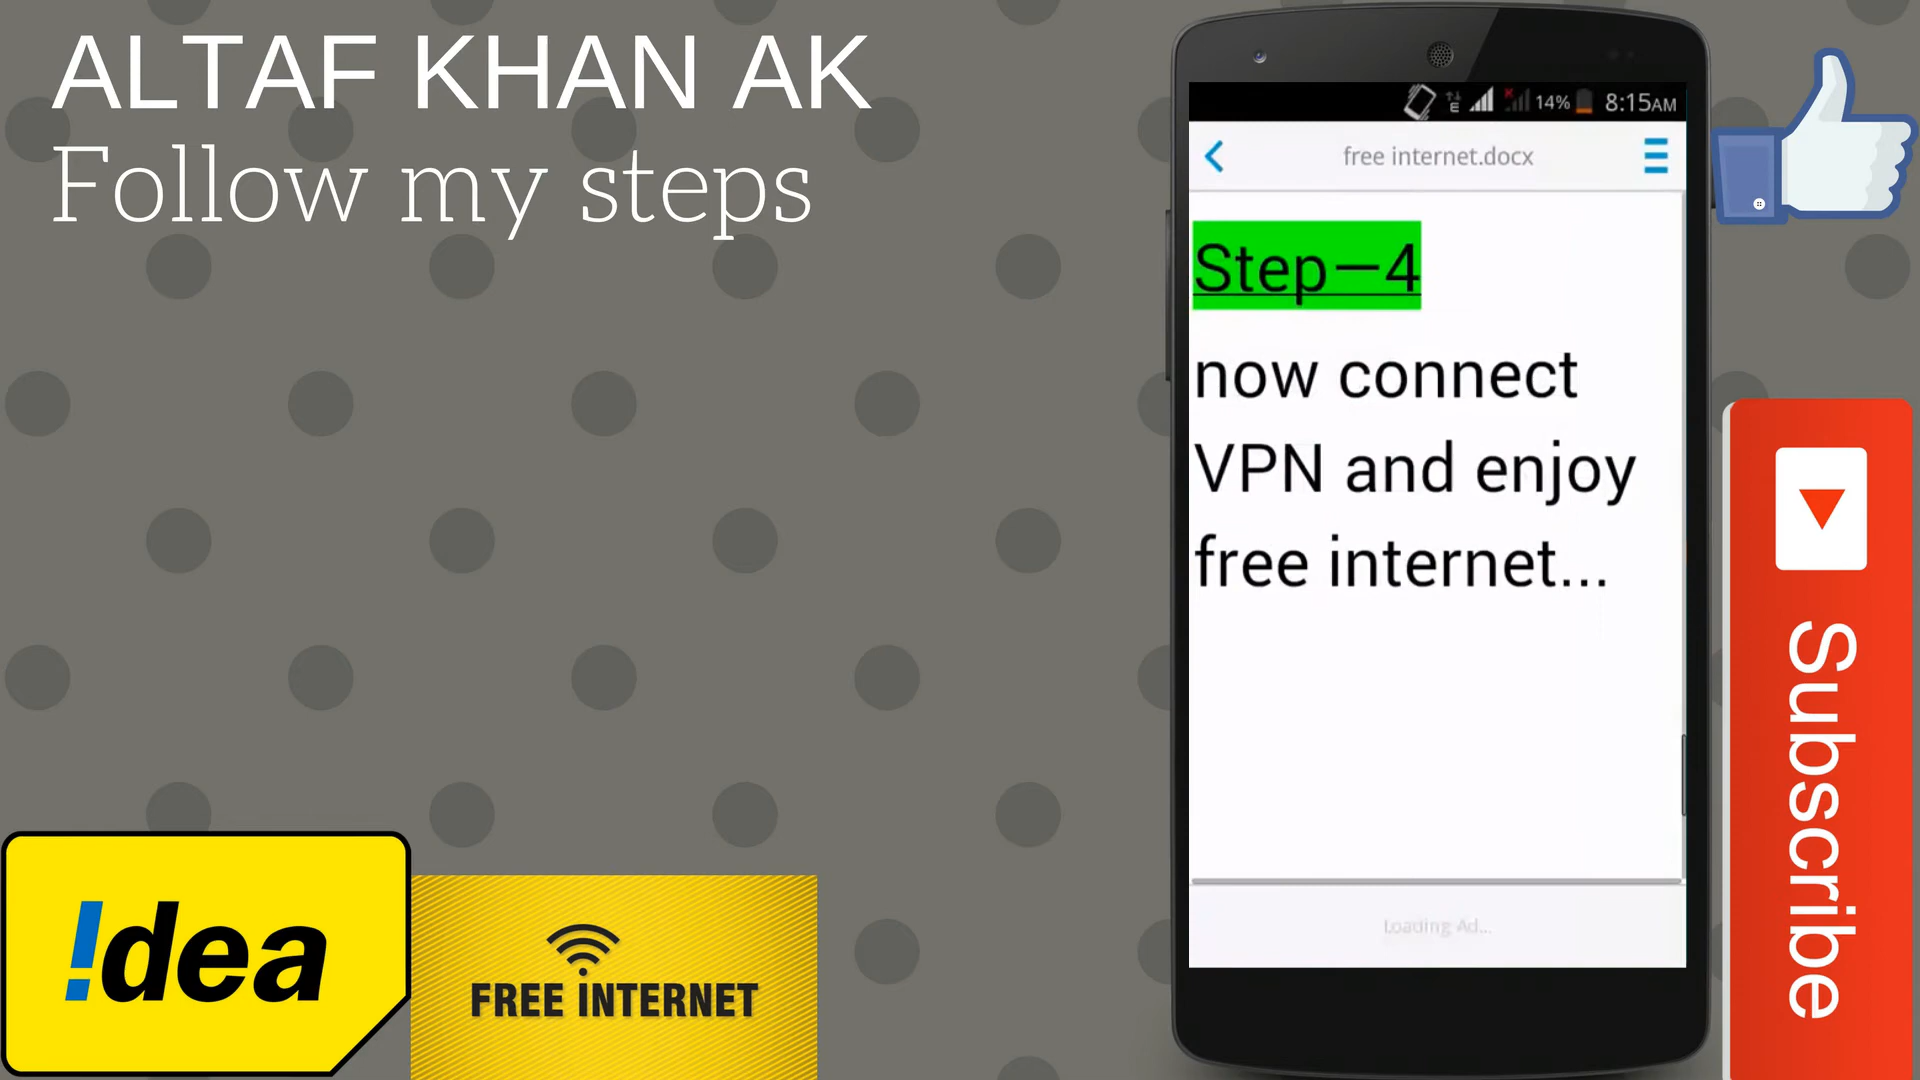 ALTAF KHAN AK
Follow my steps
14% 8:15AM
free internet.docx
Step—4
now connect
VPN and enjoy
free internet...
Loading Ad...
Subscribe
!dea
FREE INTERNET